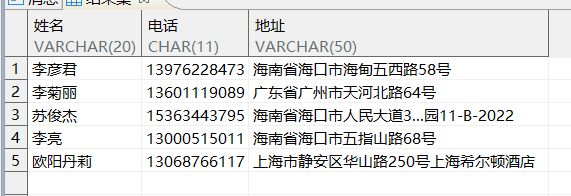 消息 结果集
姓名 电话 地址
VARCHAR(20) CHAR(11) VARCHAR(50)
1 李彦君 13976228473 海南省海口市海甸五西路58号
2 李菊丽 13601119089 广东省广州市天河北路64号
3 苏俊杰 15363443795 海南省海口市人民大道3...园11-B-2022
4 李亮 13000515011 海南省海口市五指山路68号
5 欧阳丹莉 13068766117 上海市静安区华山路250号上海希尔顿酒店